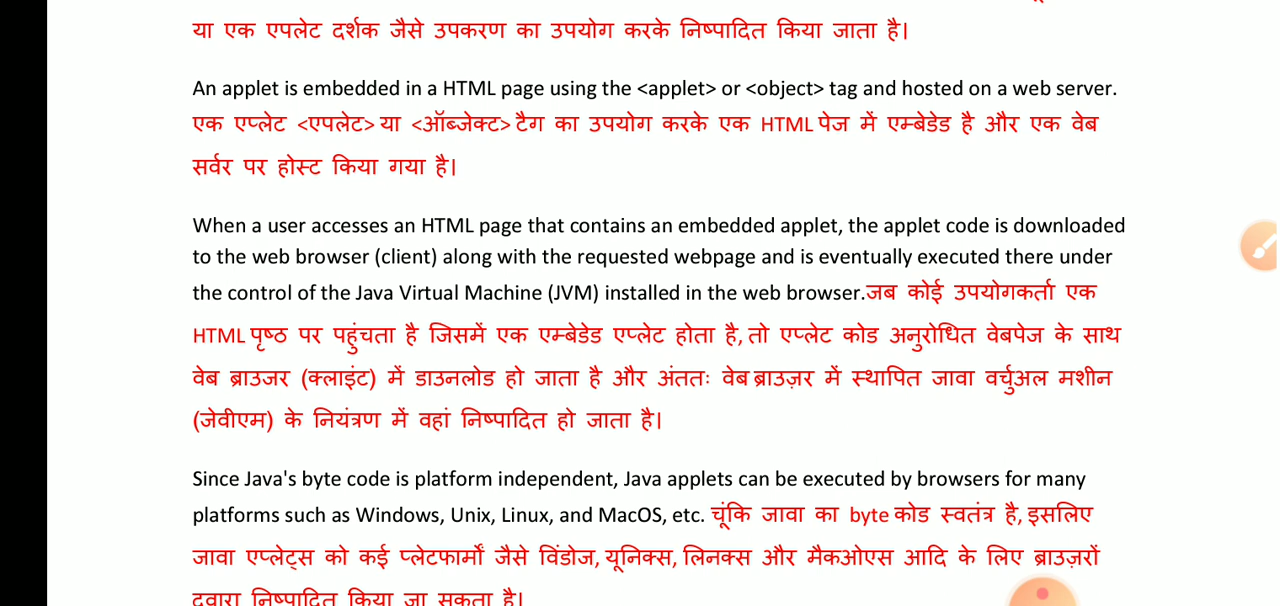 या एक एपलेट दर्शक जैसे उपकरण का उपयोग करके निष्पादित किया जाता है।
An applet is embedded in a HTML page using the <applet> or <object> tag and hosted on a web server.
एक एप्लेट <एपलेट> या <ऑब्जेक्ट> टैग का उपयोग करके एक HTML पेज में एम्बेडेड है और एक वेब
सर्वर पर होस्ट किया गया है।
When a user accesses an HTML page that contains an embedded applet, the applet code is downloaded
to the web browser (client) along with the requested webpage and is eventually executed there under
the control of the Java Virtual Machine (JVM) installed in the web browser.जब कोई उपयोगकर्ता एक
HTML पृष्ठ पर पहुंचता है जिसमें एक एम्बेडेड एप्लेट होता है, तो एप्लेट कोड अनुरोधित वेबपेज के साथ
वेब ब्राउजर (क्लाइंट) में डाउनलोड हो जाता है और अंततः वेब ब्राउज़र में स्थापित जावा वर्चुअल मशीन
(जेवीएम) के नियंत्रण में वहां निष्पादित हो जाता है।
Since Java's byte code is platform independent, Java applets can be executed by browsers for many
platforms such as Windows, Unix, Linux, and MacOS, etc. चूंकि जावा का byte कोड स्वतंत्र है, इसलिए
जावा एप्लेट्स को कई प्लेटफार्मों जैसे विंडोज, यूनिक्स, लिनक्स और मैकओएस आदि के लिए ब्राउज़रों
द्वारा निष्पादित किया जा सकता है।